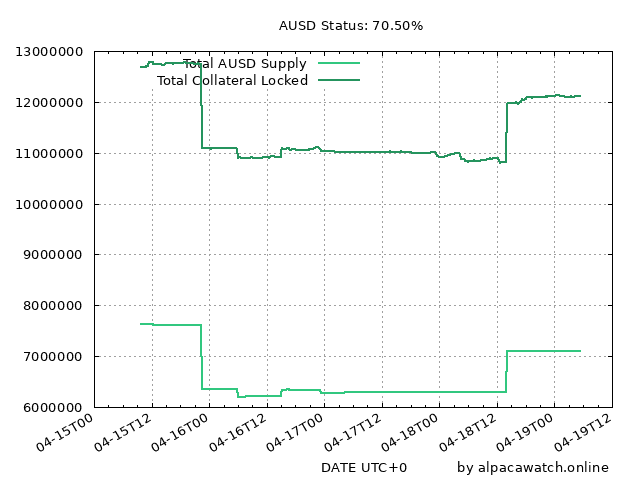 AUSD Status: 70.50%
13000000
12000000
11000000
10000000
9000000
8000000
7000000
6000000
Total AUSD Supply
Total Collateral Locked
04-15T00
04-15T12
04-16T00
04-16T12
04-17T00
04-17T12
04-18T00
04-18T12
04-19T00
04-19T12
DATE UTC+0
by alpacawatch.online